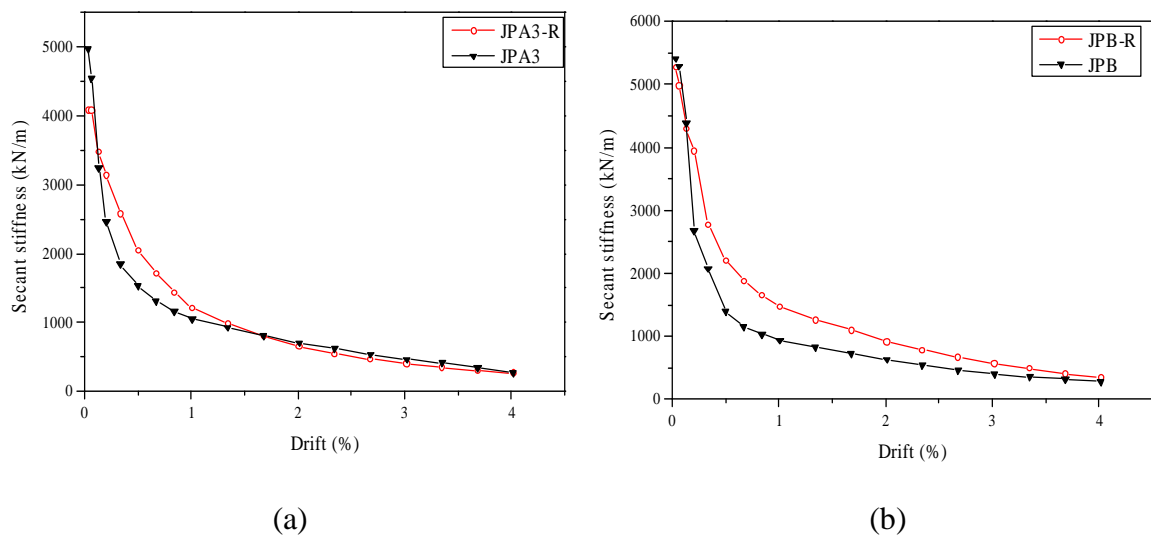 JPA3-R
JPA3
5000
4000
3000
2000
1000
0
Secant stiffness (kN/m)
0 1 2 3 4
Drift (%)
(a)
JPB-R
JPB
6000
5000
4000
3000
2000
1000
0
Secant stiffness (kN/m)
0 1 2 3 4
Drift (%)
(b)